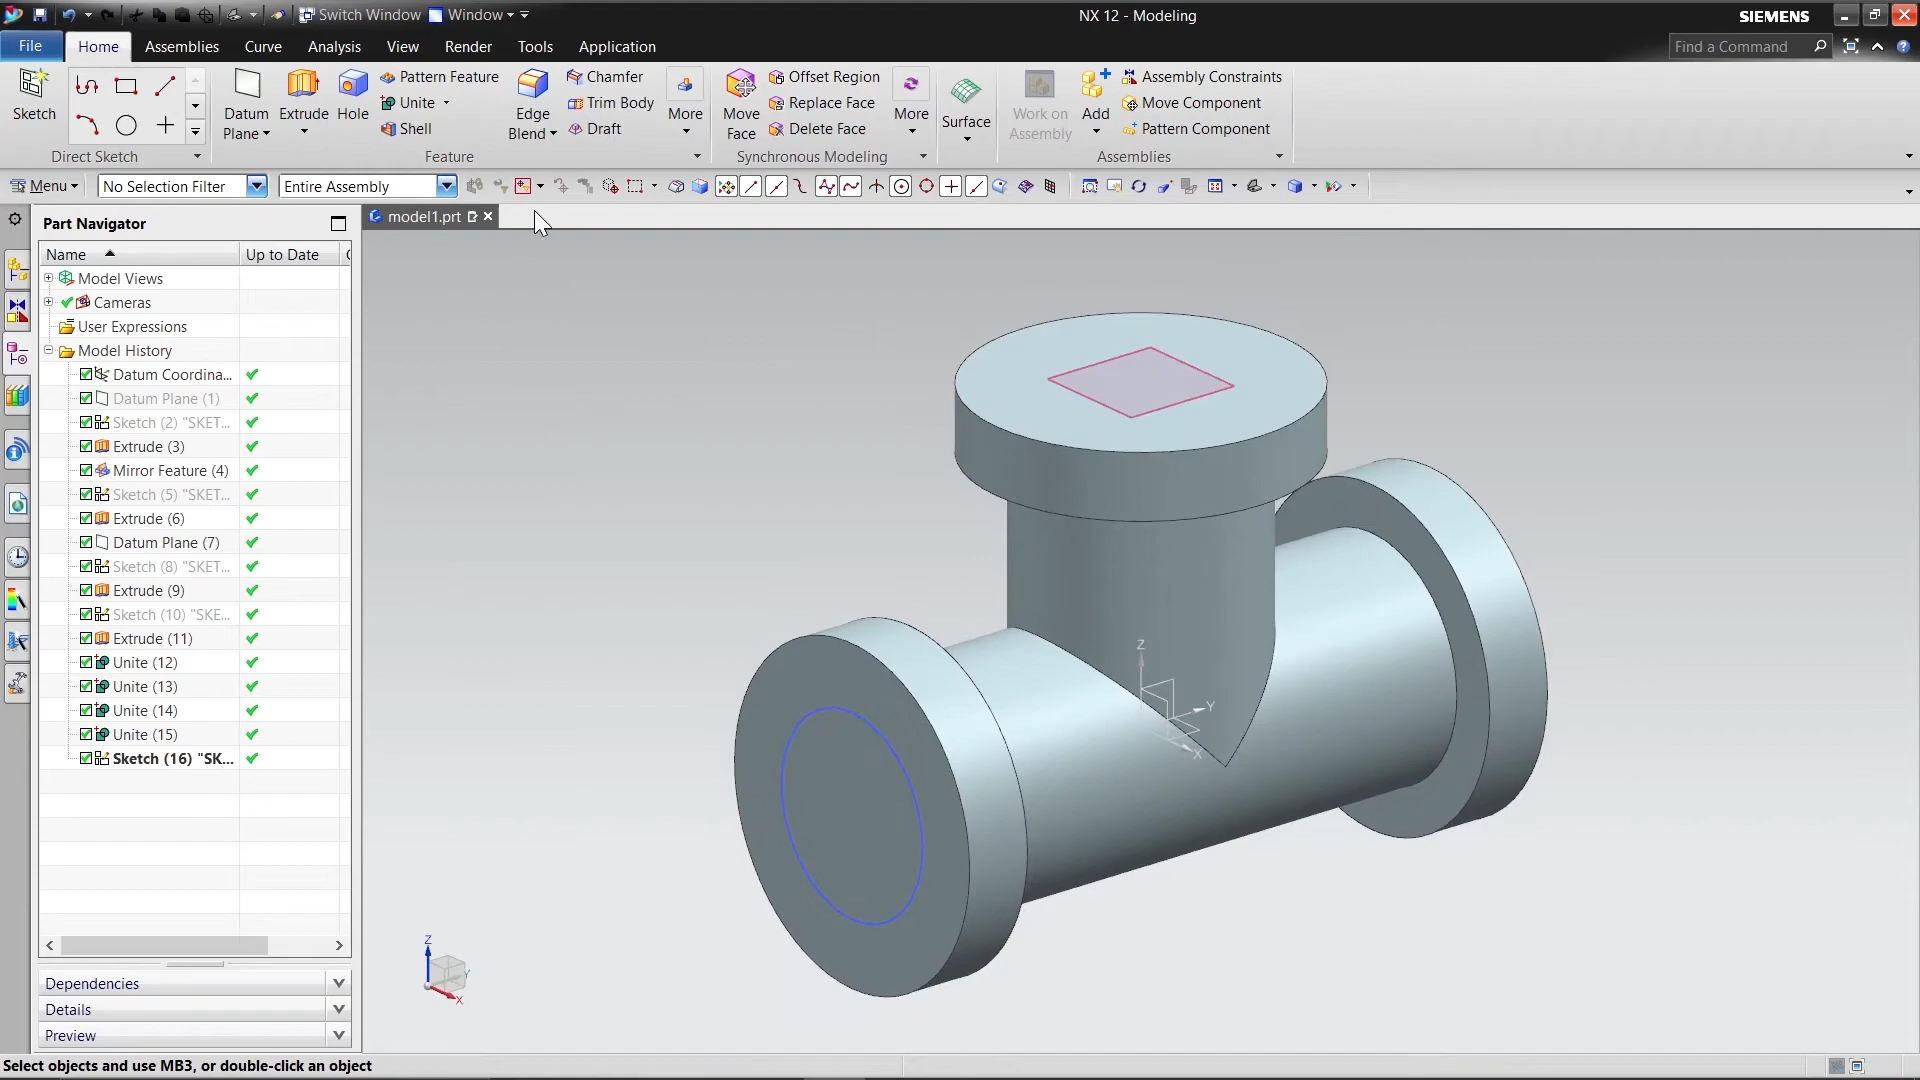 Switch Window Window NX 12 - Modeling SIEMENS
File Home Assemblies Curve Analysis View Render Tools Application Find a Command
Sketch
Direct Sketch
Datum Plane Extrude Hole
Pattern Feature
Unite
Shell
Edge Blend
Chamfer
Trim Body
Draft
More
Feature
Move Face
Offset Region
Replace Face
Delete Face
More
Synchronous Modeling
Surface
Work on Assembly
Add
Assembly Constraints
Move Component
Pattern Component
Assemblies
Menu No Selection Filter Entire Assembly
Part Navigator
model1.prt
Name Up to Date
Model Views
Cameras
User Expressions
Model History
Datum Coordina...
Datum Plane (1)
Sketch (2) "SKET...
Extrude (3)
Mirror Feature (4)
Sketch (5) "SKET...
Extrude (6)
Datum Plane (7)
Sketch (8) "SKET...
Extrude (9)
Sketch (10) "SKE...
Extrude (11)
Unite (12)
Unite (13)
Unite (14)
Unite (15)
Sketch (16) "SK...
Dependencies
Details
Preview
Z
Y
X
Z
Y
X
Select objects and use MB3, or double-click an object